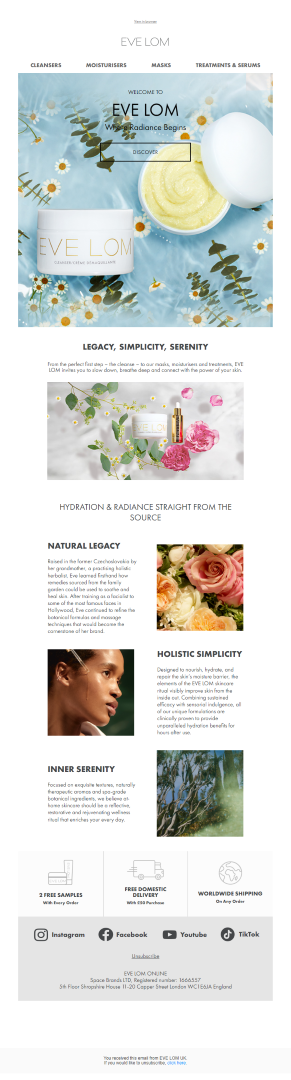 View in browser
EVE LOM
CLEANSERS MOISTURISERS MASKS TREATMENTS & SERUMS
WELCOME TO
EVE LOM
Where Radiance Begins
DISCOVER
EVE LOM
LEGACY, SIMPLICITY, SERENITY
From the perfect first step – the cleanse – to our masks, moisturisers and treatments, EVE
LOM invites you to slow down, breathe deep and connect with the power of your skin.
HYDRATION & RADIANCE STRAIGHT FROM THE
SOURCE
NATURAL LEGACY
Raised in the former Czechoslovakia by
her grandmother, a practising holistic
herbalist, Eve learned firsthand how
remedies sourced from the family
garden could be used to soothe and
heal skin. After training as a facialist to
some of the most famous faces in
Hollywood, Eve continued to refine the
botanical formulas and massage
techniques that would become the
cornerstone of her brand.
HOLISTIC SIMPLICITY
Designed to nourish, hydrate, and
repair the skin's moisture barrier, the
elements of the EVE LOM skincare
ritual visibly improve skin from the
inside out. Combining sustained
efficacy with sensorial indulgence, all
of our unique formulations are
clinically proven to provide
unparalleled hydration benefits for
hours after use.
INNER SERENITY
Focused on exquisite textures, naturally
therapeutic aromas and spa-grade
botanical ingredients, we believe at-
home skincare should be a reflective,
restorative and rejuvenating wellness
ritual that enriches your every day.
2 FREE SAMPLES
With Every Order
FREE DOMESTIC
DELIVERY
With £50 Purchase
WORLDWIDE SHIPPING
On Any Order
Instagram Facebook Youtube TikTok
Unsubscribe
EVE LOM ONLINE
Space Brands LTD, Registered number: 1666557
5th Floor Shropshire House 11-20 Capper Street London WC1E6JA England
You received this email from EVE LOM UK
If you would like to unsubscribe, click here.